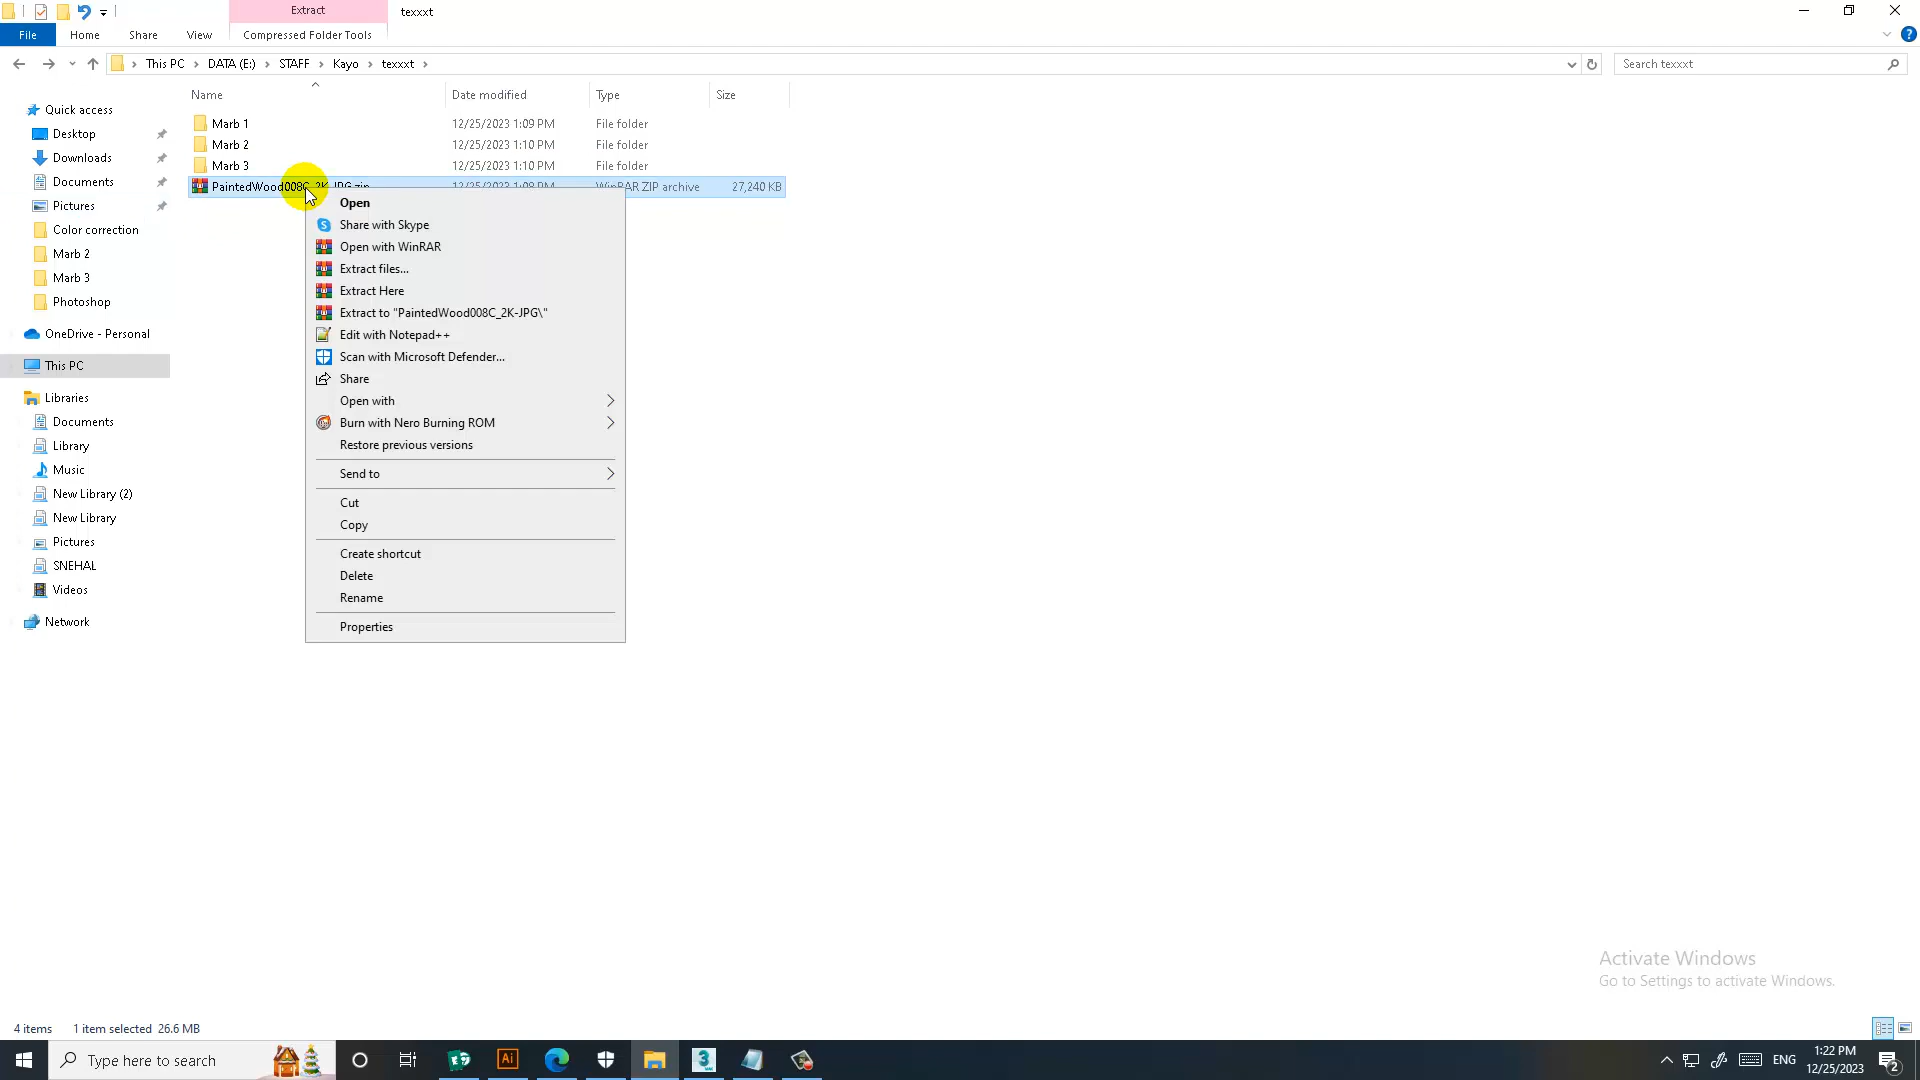 Extract
texxxt
File
Home
Share
View
Compressed Folder Tools
This PC
DATA (E:)
STAFF
Kayo
texxxt
Search texxxt
Name
Date modified
Type
Size
Marb 1
12/25/2023 1:09 PM
File folder
Marb 2
12/25/2023 1:10 PM
File folder
Marb 3
12/25/2023 1:10 PM
File folder
PaintedWood008C_2K-JPG.zip
12/25/2023 1:08 PM
WinRAR ZIP archive
27,240 KB
Quick access
Desktop
Downloads
Documents
Pictures
Color correction
Marb 2
Marb 3
Photoshop
OneDrive - Personal
This PC
Libraries
Documents
Library
Music
New Library (2)
New Library
Pictures
SNEHAL
Videos
Network
Open
Share with Skype
Open with WinRAR
Extract files...
Extract Here
Extract to "PaintedWood008C_2K-JPG\"
Edit with Notepad++
Scan with Microsoft Defender...
Share
Open with
Burn with Nero Burning ROM
Restore previous versions
Send to
Cut
Copy
Create shortcut
Delete
Rename
Properties
Activate Windows
Go to Settings to activate Windows.
4 items
1 item selected 26.6 MB
Type here to search
Ai
3
ENG
1:22 PM
12/25/2023
2